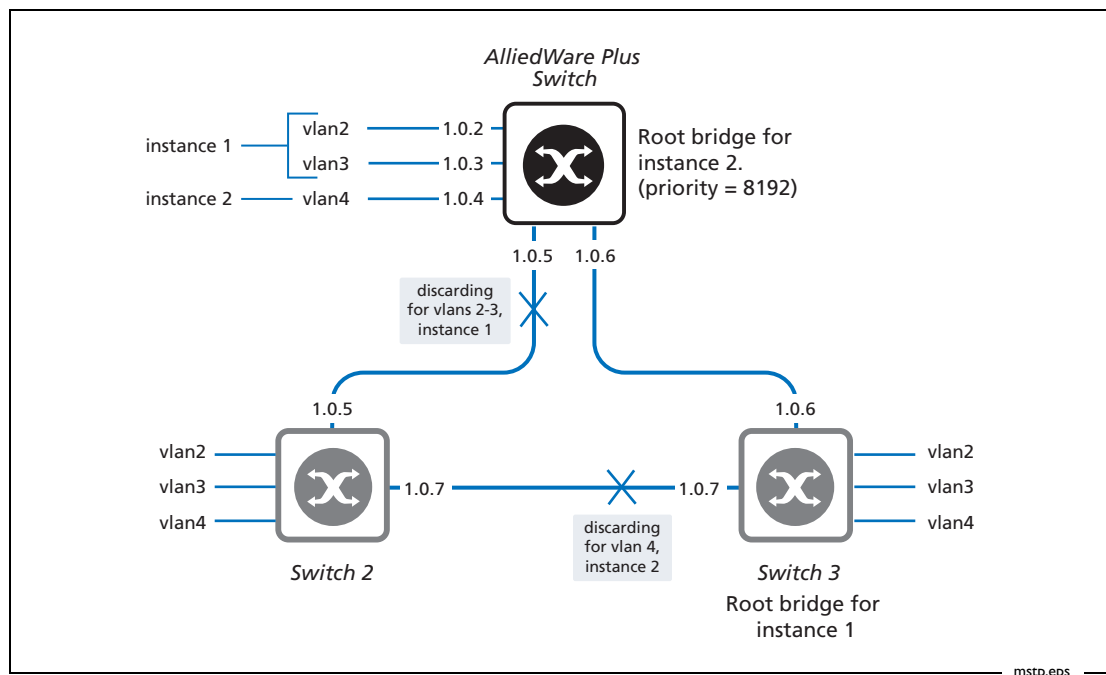 AlliedWare Plus
Switch
instance 1
vlan2
1.0.2
vlan3
1.0.3
instance 2
vlan4
1.0.4
Root bridge for
instance 2.
(priority = 8192)
1.0.5
1.0.6
discarding
for vlans 2-3,
instance 1
1.0.5
1.0.6
vlan2
vlan3
vlan4
1.0.7
1.0.7
vlan2
vlan3
vlan4
discarding
for vlan 4,
instance 2
Switch 2
Switch 3
Root bridge for
instance 1
mstp.eps